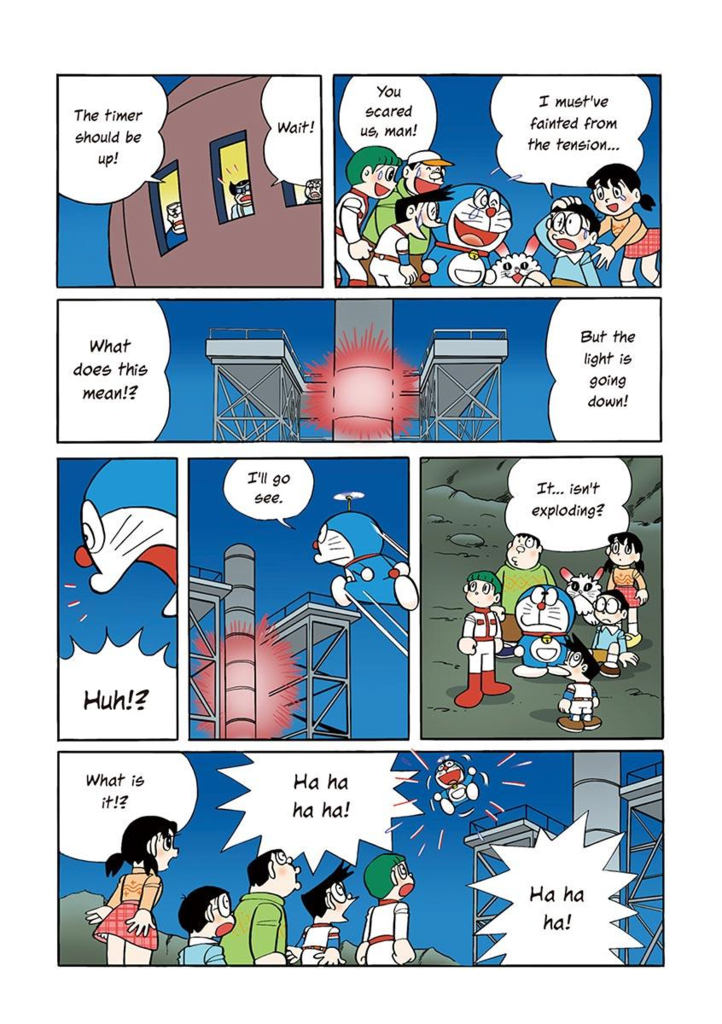 The timer
should be
up!
Wait!
You
scared
us, man!
I must've
fainted from
the tension...
What
does this
mean!?
But the
light is
going
down!
Huh!?
I'll go
see.
It... isn't
exploding?
What is
it!?
Ha ha
ha ha!
Ha ha
ha!